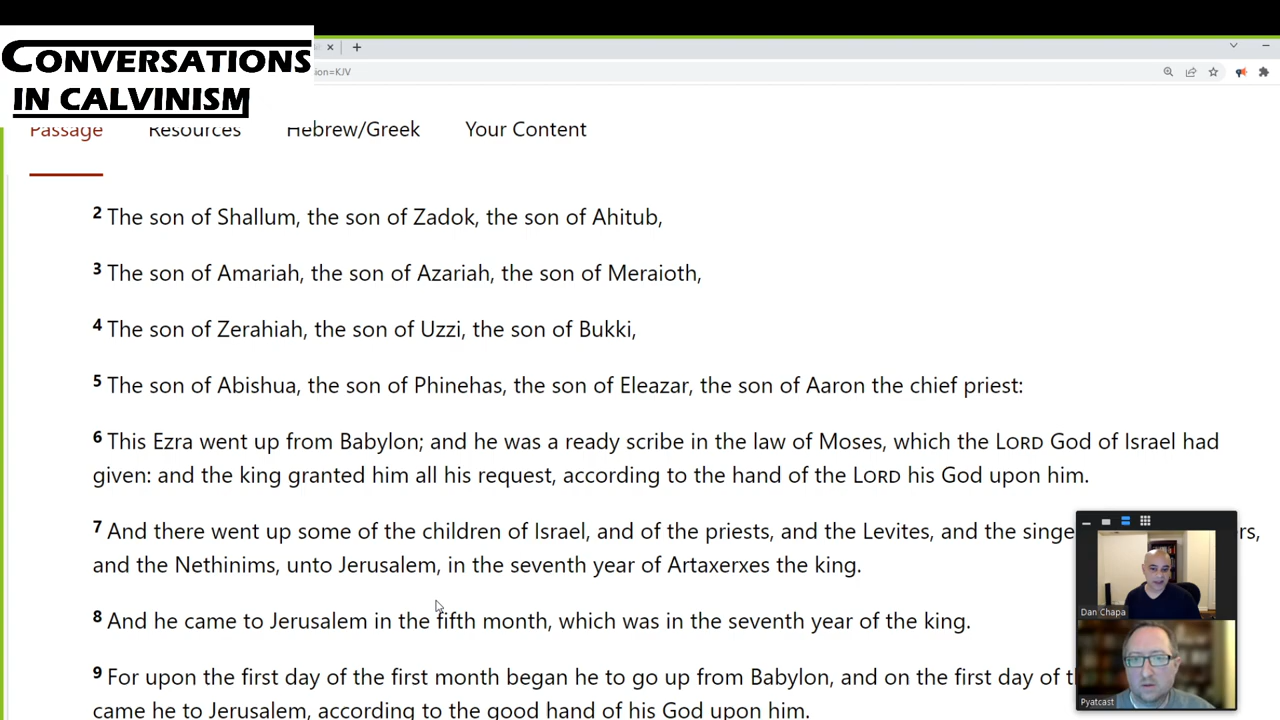 CONVERSATIONS
IN CALVINISM
sion=KJV
Passage Resources Hebrew/Greek Your Content
2 The son of Shallum, the son of Zadok, the son of Ahitub,
3 The son of Amariah, the son of Azariah, the son of Meraioth,
4 The son of Zerahiah, the son of Uzzi, the son of Bukki,
5 The son of Abishua, the son of Phinehas, the son of Eleazar, the son of Aaron the chief priest:
6 This Ezra went up from Babylon; and he was a ready scribe in the law of Moses, which the LORD God of Israel had
given: and the king granted him all his request, according to the hand of the LORD his God upon him.
7 And there went up some of the children of Israel, and of the priests, and the Levites, and the singe rs,
and the Nethinims, unto Jerusalem, in the seventh year of Artaxerxes the king.
8 And he came to Jerusalem in the fifth month, which was in the seventh year of the king.
9 For upon the first day of the first month began he to go up from Babylon, and on the first day of
came he to Jerusalem, according to the good hand of his God upon him.
Dan Chapa
Pyatcast